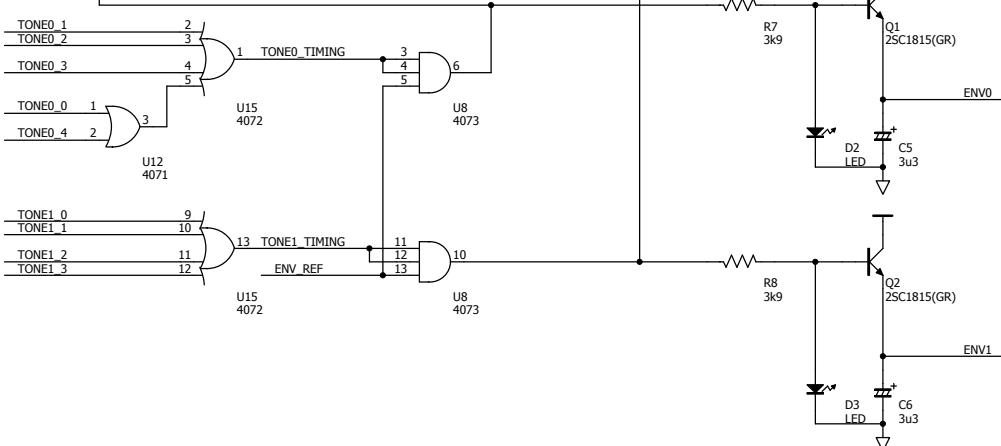 TONE0_1 2
TONE0_2 3
TONE0_3 4
5
1 TONE0_TIMING
3
4
5
6
TONE0_0 1
TONE0_4 2
3
U15
4072
U12
4071
U8
4073
R7
3k9
Q1
2SC1815(GR)
ENV0
D2
LED
+
C5
3u3
TONE1_0 9
TONE1_1 10
TONE1_2 11
TONE1_3 12
13 TONE1_TIMING
ENV_REF
11
12
13
10
U15
4072
U8
4073
R8
3k9
Q2
2SC1815(GR)
ENV1
D3
LED
+
C6
3u3